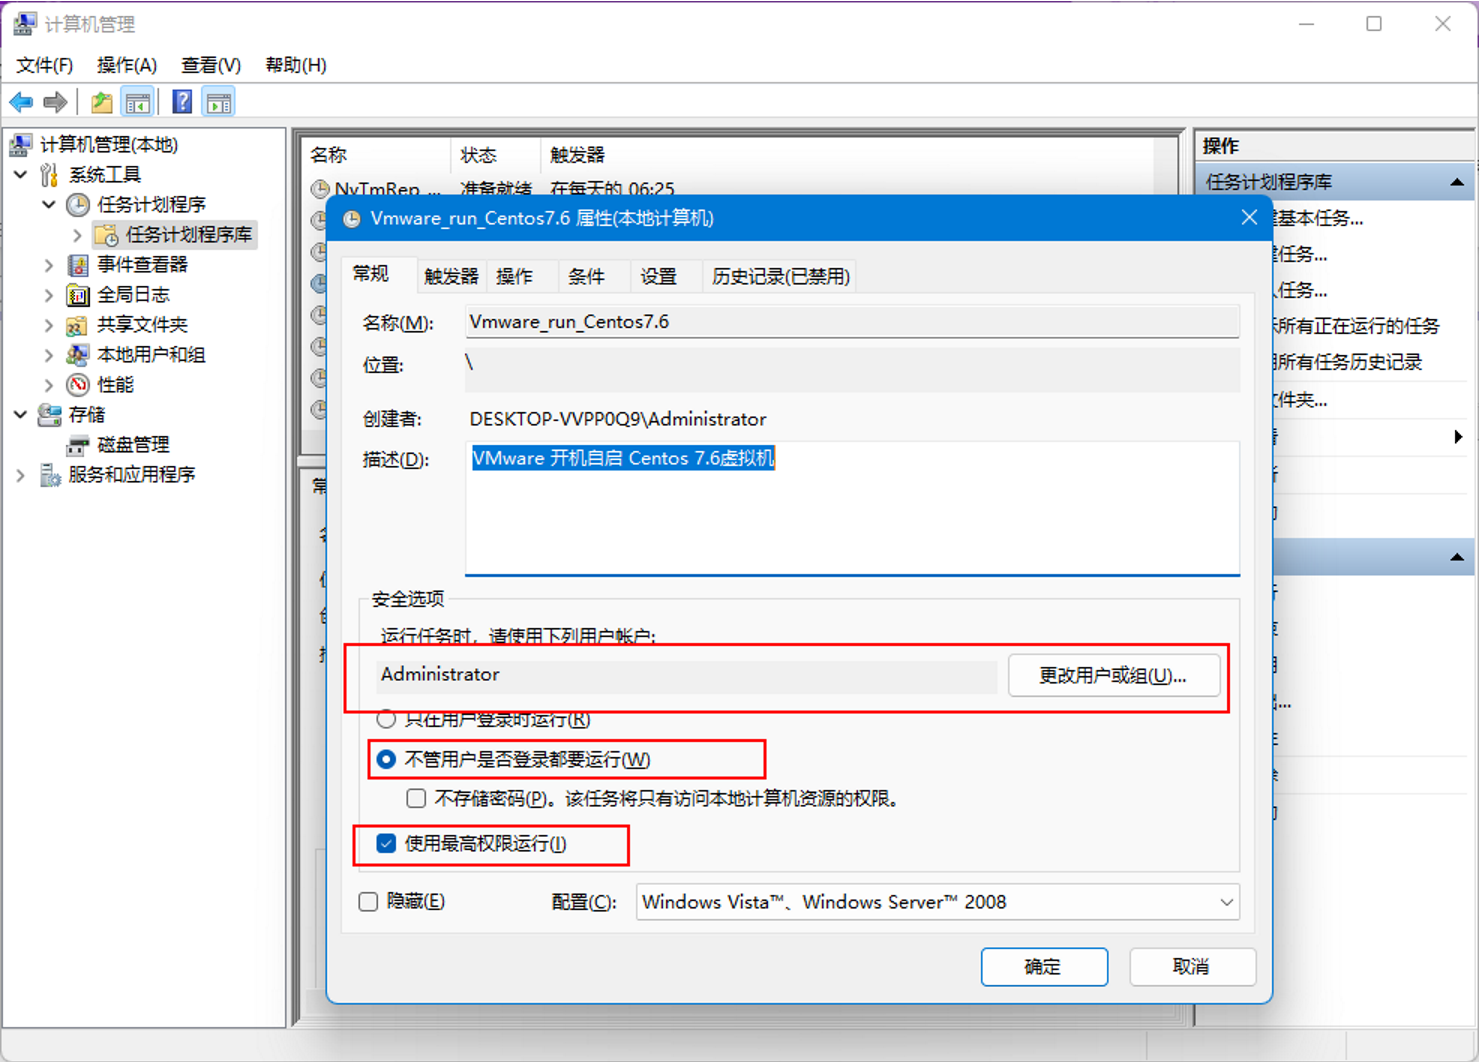 计算机管理
文件(F) 操作(A) 查看(V) 帮助(H)
计算机管理(本地)
系统工具
任务计划程序
任务计划程序库
事件查看器
全局日志
共享文件夹
本地用户和组
性能
存储
磁盘管理
服务和应用程序
名称 状态 触发器
NvTmRep ... 准备就绪 在每天的 06:25
操作
任务计划程序库
基本任务...
任务...
任务...
所有正在运行的任务
所有任务历史记录
件夹...
Vmware_run_Centos7.6 属性(本地计算机)
常规 触发器 操作 条件 设置 历史记录(已禁用)
名称(M): Vmware_run_Centos7.6
位置: \
创建者: DESKTOP-VVPP0Q9\Administrator
描述(D): VMware 开机自启 Centos 7.6虚拟机
安全选项
运行任务时，请使用下列用户帐户:
Administrator 更改用户或组(U)...
只在用户登录时运行(R)
不管用户是否登录都要运行(W)
不存储密码(P)。该任务将只有访问本地计算机资源的权限。
使用最高权限运行(I)
隐藏(E) 配置(C): Windows Vista™、Windows Server™ 2008
确定 取消